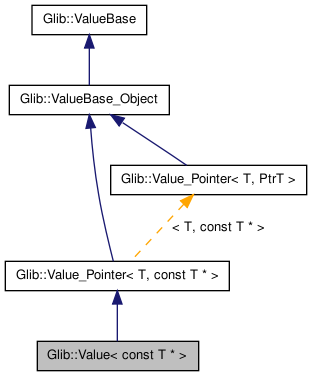 Glib::ValueBase
Glib::ValueBase_Object
Glib::Value_Pointer< T, PtrT >
< T, const T * >
Glib::Value_Pointer< T, const T * >
Glib::Value< const T * >